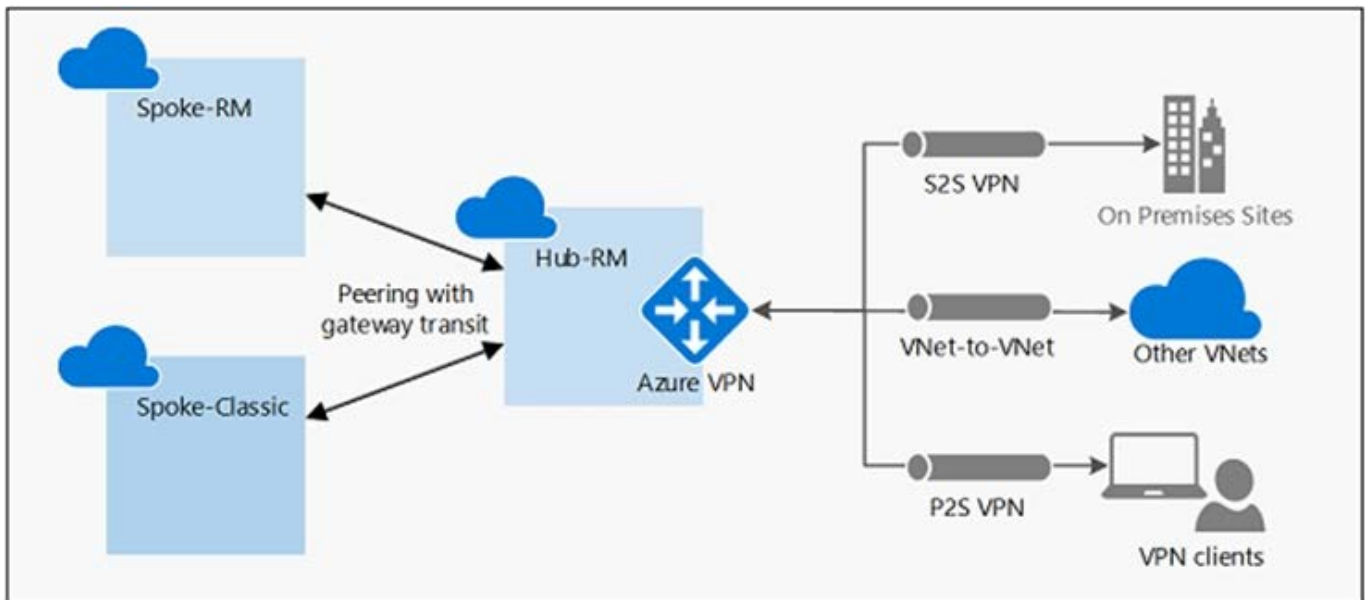 Spoke-RM
S2S VPN
On Premises Sites
Hub-RM
Peering with
gateway transit
VNet-to-VNet
Other VNets
Azure VPN
Spoke-Classic
P2S VPN
VPN clients